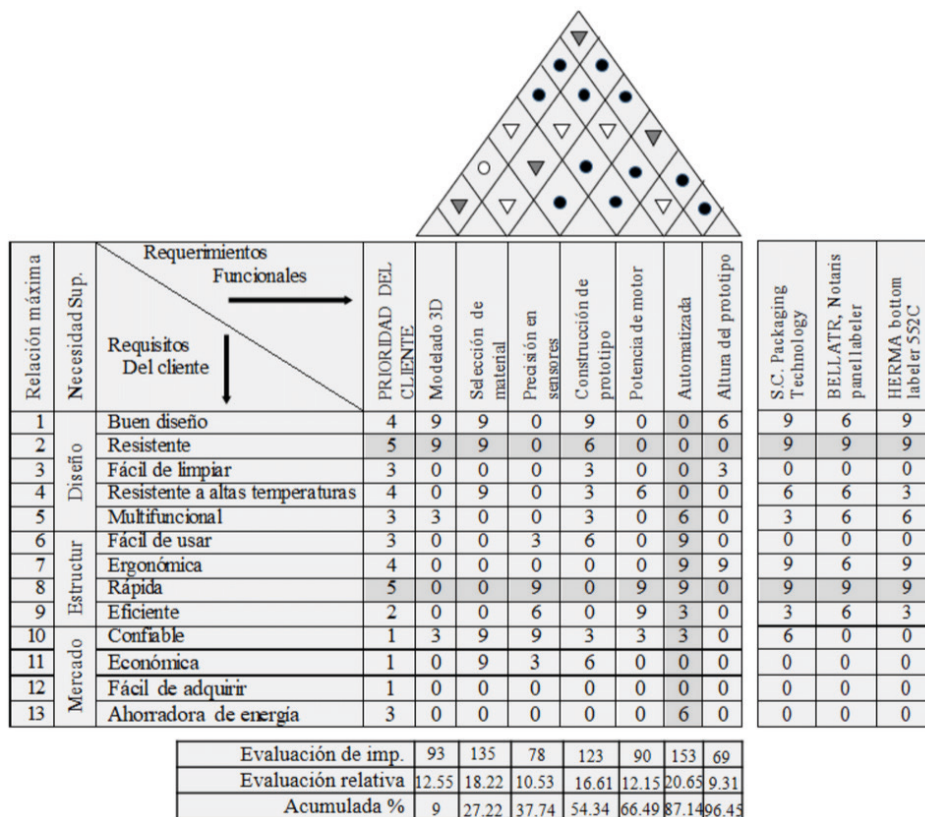 Requerimientos
Funcionales
Requisitos
Del cliente
Relación máxima
Necesidad Sup.
PRIORIDAD DEL
CLIENTE
Modelado 3D
Selección de
material
Precisión en
sensores
Construcción de
prototipo
Potencia de motor
Automatizada
Altura del prototipo
S.C. Packaging
Technology
BELLATR, Notaris
panel labeler
HERMA bottom
labeler 552C
Diseño
1 Buen diseño 4 9 9 0 9 0 0 6 9 6 9
2 Resistente 5 9 9 0 6 0 0 0 9 9 9
3 Fácil de limpiar 3 0 0 0 3 0 0 3 0 0 0
4 Resistente a altas temperaturas 4 0 9 0 3 6 0 0 6 6 3
5 Multifuncional 3 3 0 0 3 0 6 0 3 6 6
Estructur
6 Fácil de usar 3 0 0 3 6 0 9 0 0 0 0
7 Ergonómica 4 0 0 0 0 0 9 9 9 6 9
8 Rápida 5 0 0 9 0 9 9 0 9 9 9
9 Eficiente 2 0 0 6 0 9 3 0 3 6 3
Mercado
10 Confiable 1 3 9 9 3 3 3 0 6 0 0
11 Económica 1 0 9 3 6 0 0 0 0 0 0
12 Fácil de adquirir 1 0 0 0 0 0 0 0 0 0 0
13 Ahorradora de energía 3 0 0 0 0 0 6 0 0 0 0
Evaluación de imp. 93 135 78 123 90 153 69
Evaluación relativa 12.55 18.22 10.53 16.61 12.15 20.65 9.31
Acumulada % 9 27.22 37.74 54.34 66.49 87.14 96.45